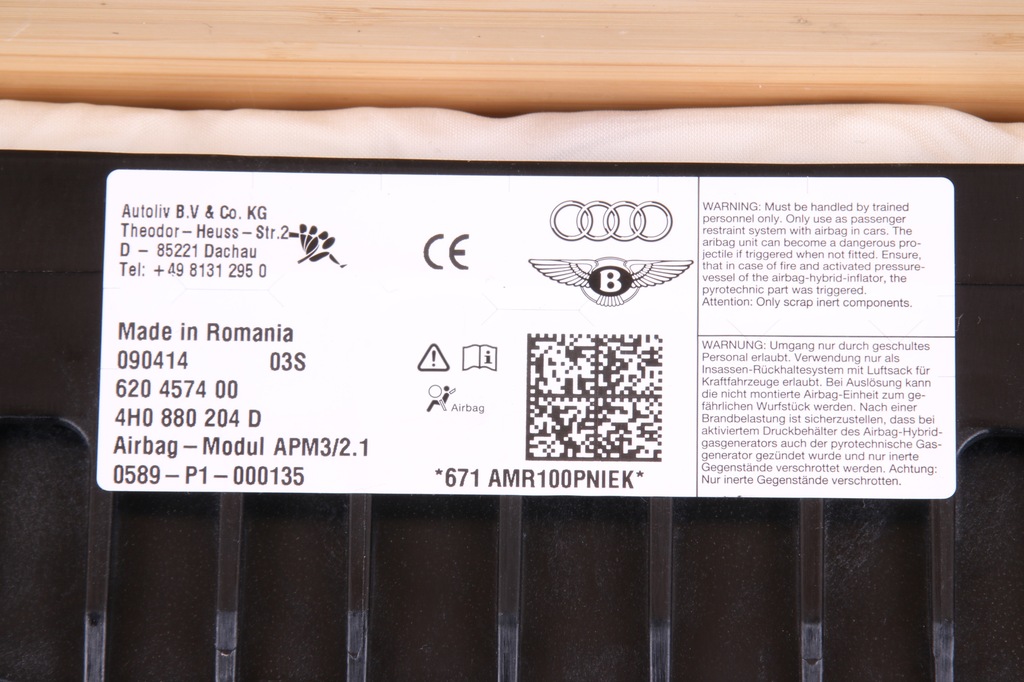 Autoliv B.V & Co. KG
Theodor-Heuss-Str.2
D - 85221 Dachau
Tel: +49 8131 295 0
Made in Romania
090414 03S
620 4574 00
4H0 880 204 D
Airbag-Modul APM3/2.1
0589-P1-000135
CE
Airbag
B
*671 AMR100PNIEK*
WARNING: Must be handled by trained
personnel only. Only use as passenger
restraint system with airbag in cars. The
aribag unit can become a dangerous pro-
jectile if triggered when not fitted. Ensure,
that in case of fire and activated pressure-
vessel of the airbag-hybrid-inflator, the
pyrotechnic part was triggered.
Attention: Only scrap inert components.
WARNUNG: Umgang nur durch geschultes
Personal erlaubt. Verwendung nur als
Insassen-Rückhaltesystem mit Luftsack für
Kraftfahrzeuge erlaubt. Bei Auslösung kann
die nicht montierte Airbag-Einheit zum ge-
fährlichen Wurfstück werden. Nach einer
Brandbelastung ist sicherzustellen, dass bei
aktiviertem Druckbehälter des Airbag-Hybrid-
gasgenerators auch der pyrotechnische Gas-
generator gezündet wurde und nur inerte
Gegenstände verschrottet werden. Achtung:
Nur inerte Gegenstände verschrotten.